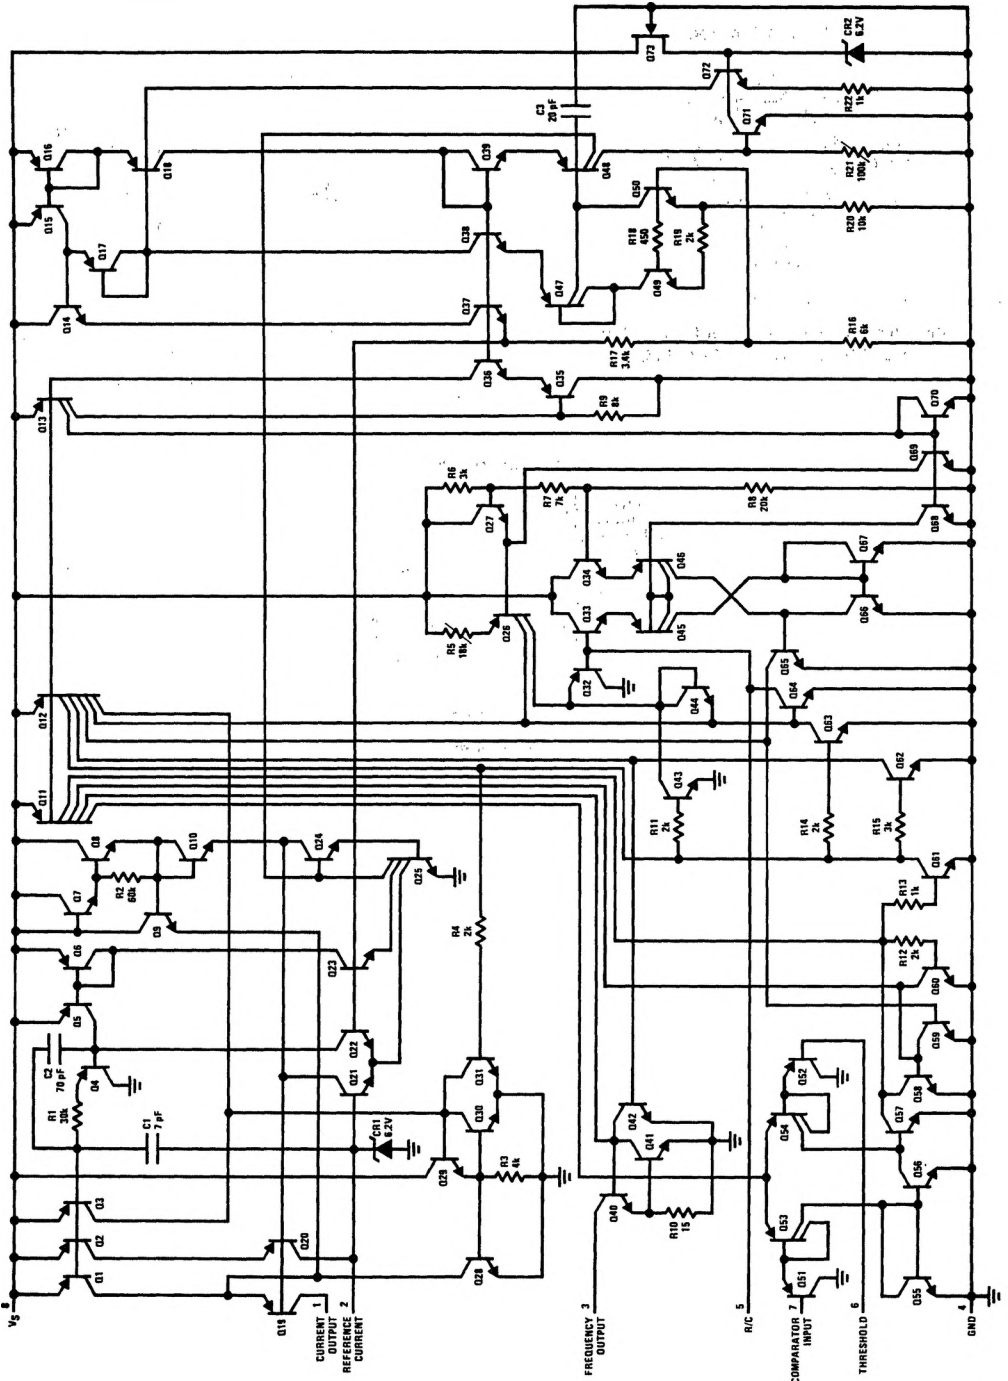 8
VS
Q1
Q2
Q3
R1
30k
C2
70 pF
Q4
Q5
Q6
Q7
Q8
R2
60k
Q9
Q10
Q11
Q12
Q13
Q14
Q15
Q16
Q17
Q18
C1
7 pF
Q19
Q20
CR1
6.2V
Q21
Q22
Q23
Q24
Q25
1
CURRENT
OUTPUT
2
REFERENCE
CURRENT
Q28
Q29
R3
4k
Q30
Q31
R4
2k
R5
18k
Q26
Q27
R6
3k
R7
7k
R8
20k
Q32
Q33
Q34
R9
8k
Q35
Q36
Q37
Q38
Q39
3
FREQUENCY
OUTPUT
Q40
R10
15
Q41
Q42
R11
2k
Q43
Q44
Q45
Q46
Q47
Q48
C3
20 pF
Q49
R18
450
R19
2k
Q50
R17
3.4k
Q73
5
R/C
7
COMPARATOR
INPUT
6
THRESHOLD
Q51
Q53
Q54
Q52
Q55
Q56
Q57
Q58
Q59
Q60
R12
2k
R13
1k
Q61
R14
2k
R15
3k
Q62
Q63
Q64
Q65
Q66
Q67
Q68
Q69
Q70
R16
6k
R20
10k
R21
100k
Q71
Q72
R22
1k
CR2
6.2V
4
GND